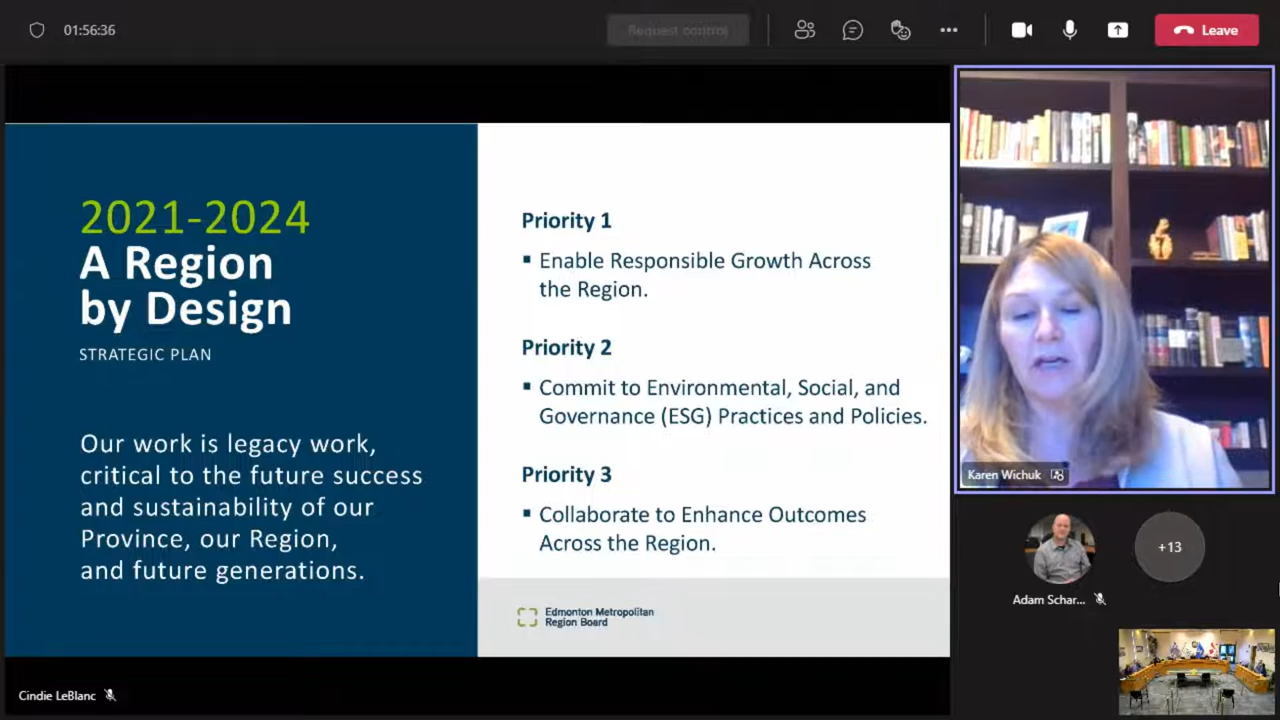 01:56:36
Request control
Leave
2021-2024
A Region
by Design
STRATEGIC PLAN
Our work is legacy work,
critical to the future success
and sustainability of our
Province, our Region,
and future generations.
Priority 1
▪ Enable Responsible Growth Across
the Region.
Priority 2
▪ Commit to Environmental, Social, and
Governance (ESG) Practices and Policies.
Priority 3
▪ Collaborate to Enhance Outcomes
Across the Region.
Edmonton Metropolitan
Region Board
Karen Wichuk
+13
Adam Schar...
Cindie LeBlanc